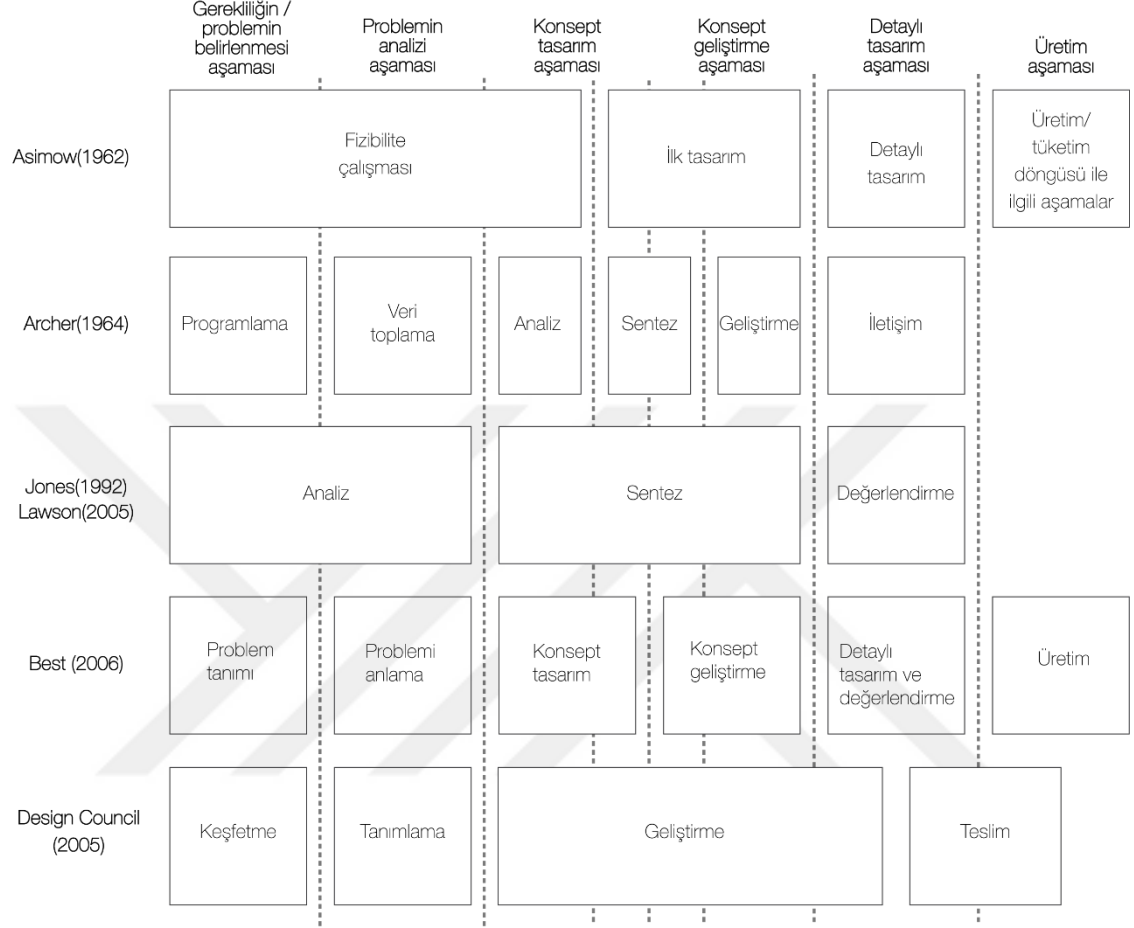 Gerekliliğin /
problemin
belirlenmesi
aşaması
Problemin
analizi
aşaması
Konsept
tasarım
aşaması
Konsept
geliştirme
aşaması
Detaylı
tasarım
aşaması
Üretim
aşaması
Asimow(1962)
Fizibilite
çalışması
İlk tasarım
Detaylı
tasarım
Üretim/
tüketim
döngüsü ile
ilgili aşamalar
Archer(1964)
Programlama
Veri
toplama
Analiz
Sentez
Geliştirme
İletişim
Jones(1992)
Lawson(2005)
Analiz
Sentez
Değerlendirme
Best (2006)
Problem
tanımı
Problemi
anlama
Konsept
tasarım
Konsept
geliştirme
Detaylı
tasarım ve
değerlendirme
Üretim
Design Council
(2005)
Keşfetme
Tanımlama
Geliştirme
Teslim